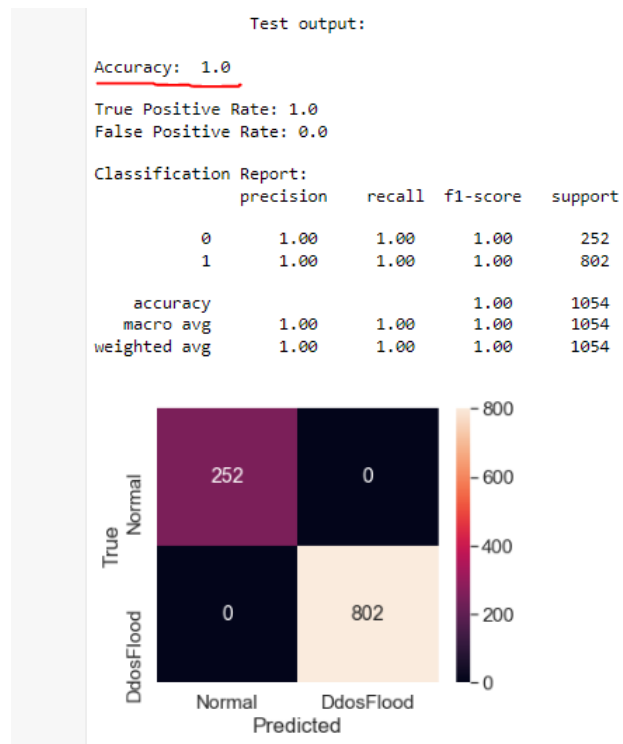 Test output:
Accuracy: 1.0
True Positive Rate: 1.0
False Positive Rate: 0.0
Classification Report:
precision recall f1-score support
0 1.00 1.00 1.00 252
1 1.00 1.00 1.00 802
accuracy 1.00 1054
macro avg 1.00 1.00 1.00 1054
weighted avg 1.00 1.00 1.00 1054
True
Normal
DdosFlood
252 0
0 802
Normal DdosFlood
Predicted
800
600
400
200
0